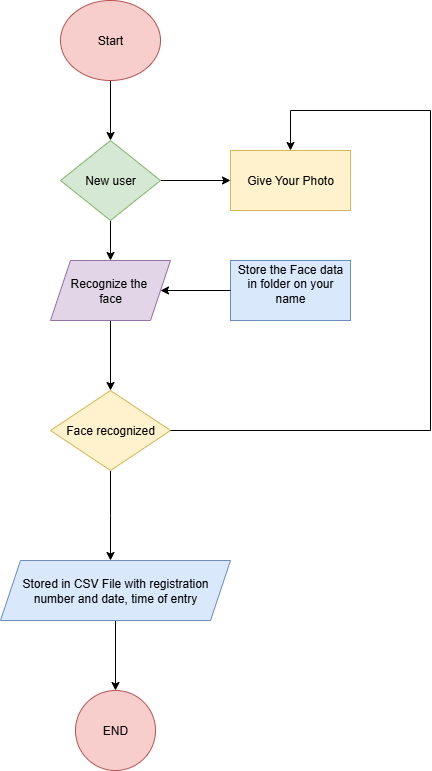 Start
New user
Give Your Photo
Recognize the
face
Store the Face data
in folder on your
name
Face recognized
Stored in CSV File with registration
number and date, time of entry
END